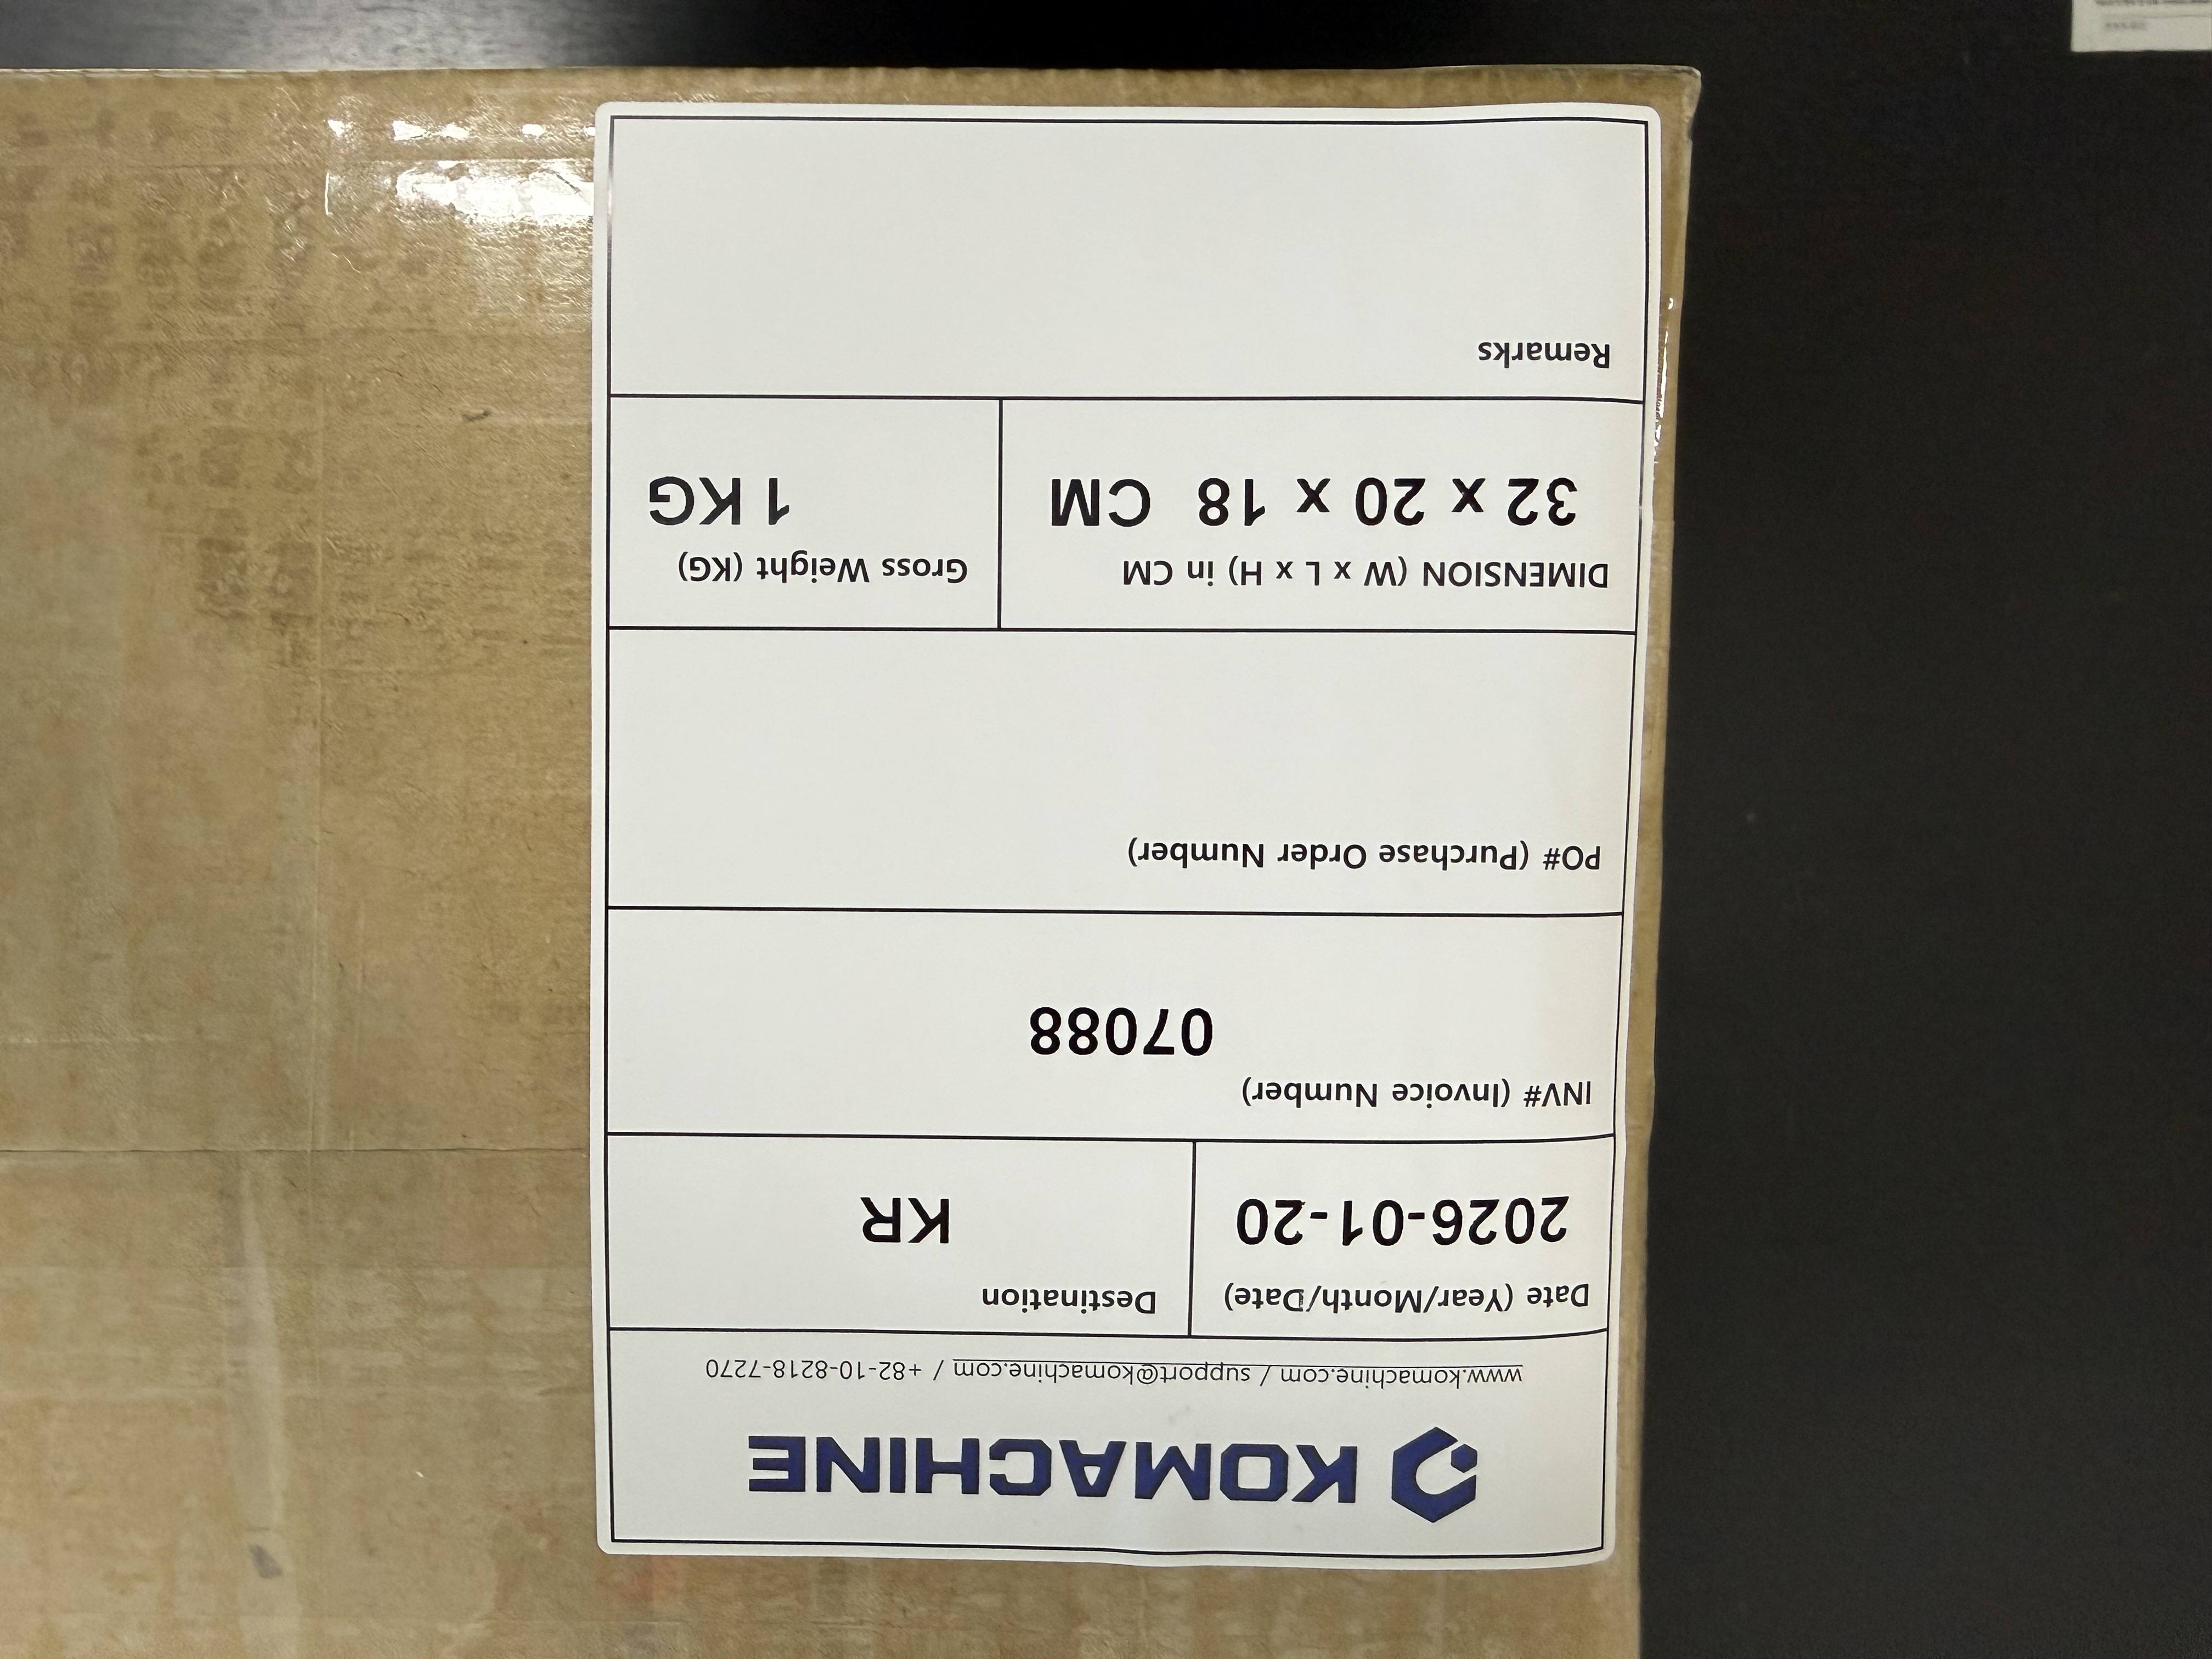 KOMACHINE
www.komachine.com / support@komachine.com / +82-10-8218-7270
Date (Year/Month/Date)
2026-01-20
Destination
KR
INV# (Invoice Number)
07088
PO# (Purchase Order Number)
DIMENSION (W x L x H) in CM
32 x 20 x 18 CM
Gross Weight (KG)
1 KG
Remarks